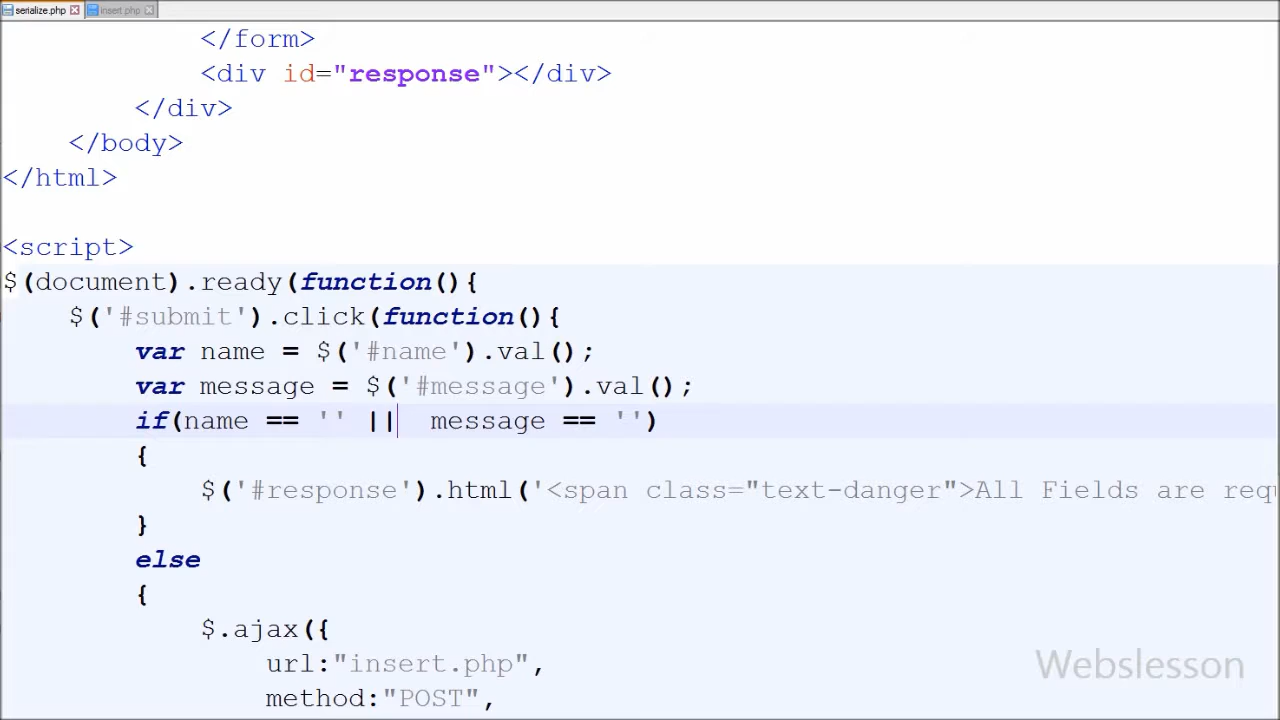 serialize.php insert.php
</form>
<div id="response"></div>
</div>
</body>
</html>
<script>
$(document).ready(function(){
$('#submit').click(function(){
var name = $('#name').val();
var message = $('#message').val();
if(name == '' || message == '')
{
$('#response').html('<span class="text-danger">All Fields are
}
else
{
$.ajax({
url:"insert.php",
method:"POST",
Webslesson